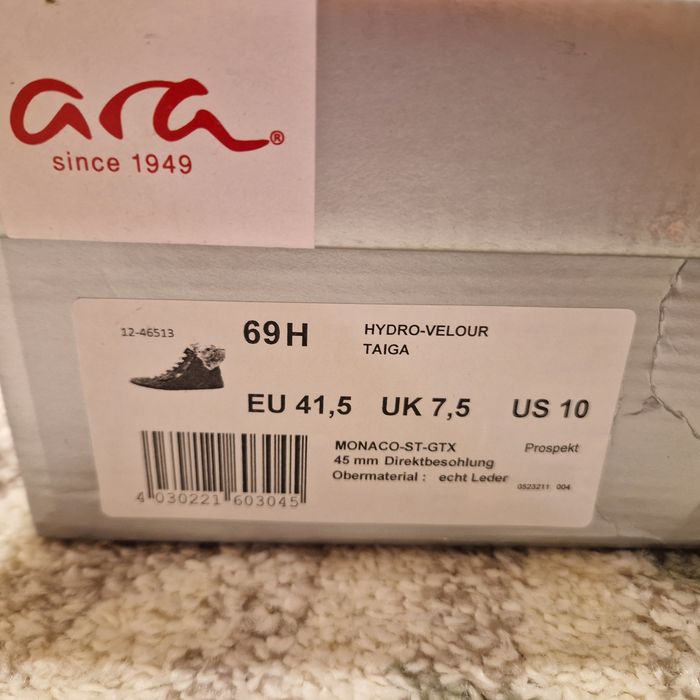 ara®
since 1949
12-46513
69H
HYDRO-VELOUR
TAIGA
EU 41,5 UK 7,5 US 10
MONACO-ST-GTX Prospekt
45 mm Direktbesohlung
Obermaterial : echt Leder
0523211 004
4 030221 603045